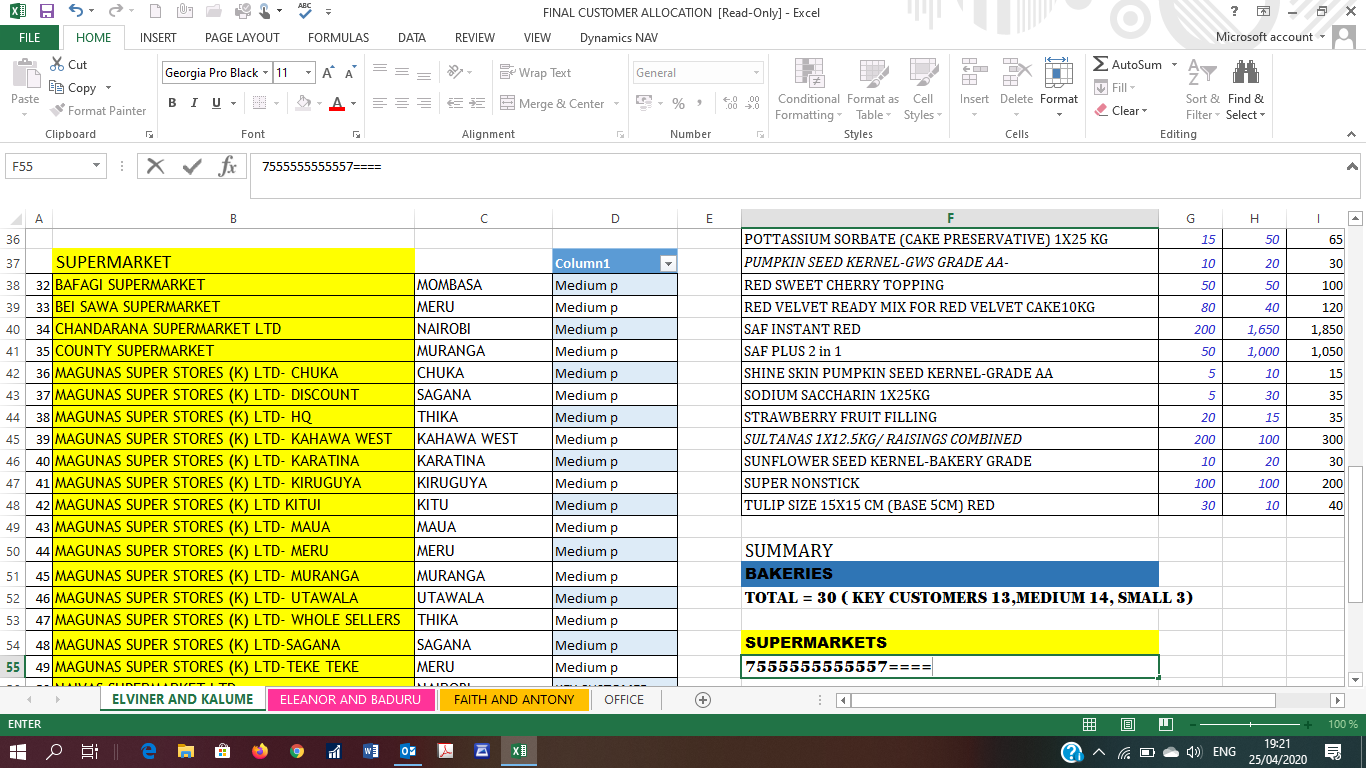 FINAL CUSTOMER ALLOCATION [Read-Only] - Excel
FILE HOME INSERT PAGE LAYOUT FORMULAS DATA REVIEW VIEW Dynamics NAV Microsoft account
Paste
Cut
Copy
Format Painter
Clipboard
Georgia Pro Black 11
B I U
Font
Wrap Text
Merge & Center
Alignment
General
Number
Conditional Formatting
Format as Table
Cell Styles
Styles
Insert
Delete
Format
Cells
AutoSum
Fill
Clear
Sort & Filter
Find & Select
Editing
F55 fx 7555555555557====
A B C D E F G H I
36 POTTASSIUM SORBATE (CAKE PRESERVATIVE) 1X25 KG 15 50 65
37 SUPERMARKET Column1 PUMPKIN SEED KERNEL-GWS GRADE AA- 10 20 30
38 32 BAFAGI SUPERMARKET MOMBASA Medium p RED SWEET CHERRY TOPPING 50 50 100
39 33 BEI SAWA SUPERMARKET MERU Medium p RED VELVET READY MIX FOR RED VELVET CAKE10KG 80 40 120
40 34 CHANDARANA SUPERMARKET LTD NAIROBI Medium p SAF INSTANT RED 200 1,650 1,850
41 35 COUNTY SUPERMARKET MURANGA Medium p SAF PLUS 2 in 1 50 1,000 1,050
42 36 MAGUNAS SUPER STORES (K) LTD- CHUKA CHUKA Medium p SHINE SKIN PUMPKIN SEED KERNEL-GRADE AA 5 10 15
43 37 MAGUNAS SUPER STORES (K) LTD- DISCOUNT SAGANA Medium p SODIUM SACCHARIN 1X25KG 5 30 35
44 38 MAGUNAS SUPER STORES (K) LTD- HQ THIKA Medium p STRAWBERRY FRUIT FILLING 20 15 35
45 39 MAGUNAS SUPER STORES (K) LTD- KAHAWA WEST KAHAWA WEST Medium p SULTANAS 1X12.5KG/ RAISINGS COMBINED 200 100 300
46 40 MAGUNAS SUPER STORES (K) LTD- KARATINA KARATINA Medium p SUNFLOWER SEED KERNEL-BAKERY GRADE 10 20 30
47 41 MAGUNAS SUPER STORES (K) LTD- KIRUGUYA KIRUGUYA Medium p SUPER NONSTICK 100 100 200
48 42 MAGUNAS SUPER STORES (K) LTD KITUI KITU Medium p TULIP SIZE 15X15 CM (BASE 5CM) RED 30 10 40
49 43 MAGUNAS SUPER STORES (K) LTD- MAUA MAUA Medium p
50 44 MAGUNAS SUPER STORES (K) LTD- MERU MERU Medium p SUMMARY
51 45 MAGUNAS SUPER STORES (K) LTD- MURANGA MURANGA Medium p BAKERIES
52 46 MAGUNAS SUPER STORES (K) LTD- UTAWALA UTAWALA Medium p TOTAL = 30 ( KEY CUSTOMERS 13,MEDIUM 14, SMALL 3)
53 47 MAGUNAS SUPER STORES (K) LTD- WHOLE SELLERS THIKA Medium p
54 48 MAGUNAS SUPER STORES (K) LTD-SAGANA SAGANA Medium p SUPERMARKETS
55 49 MAGUNAS SUPER STORES (K) LTD-TEKE TEKE MERU Medium p 7555555555557====
ELVINER AND KALUME ELEANOR AND BADURU FAITH AND ANTONY OFFICE
ENTER 100 %
ENG 19:21
25/04/2020